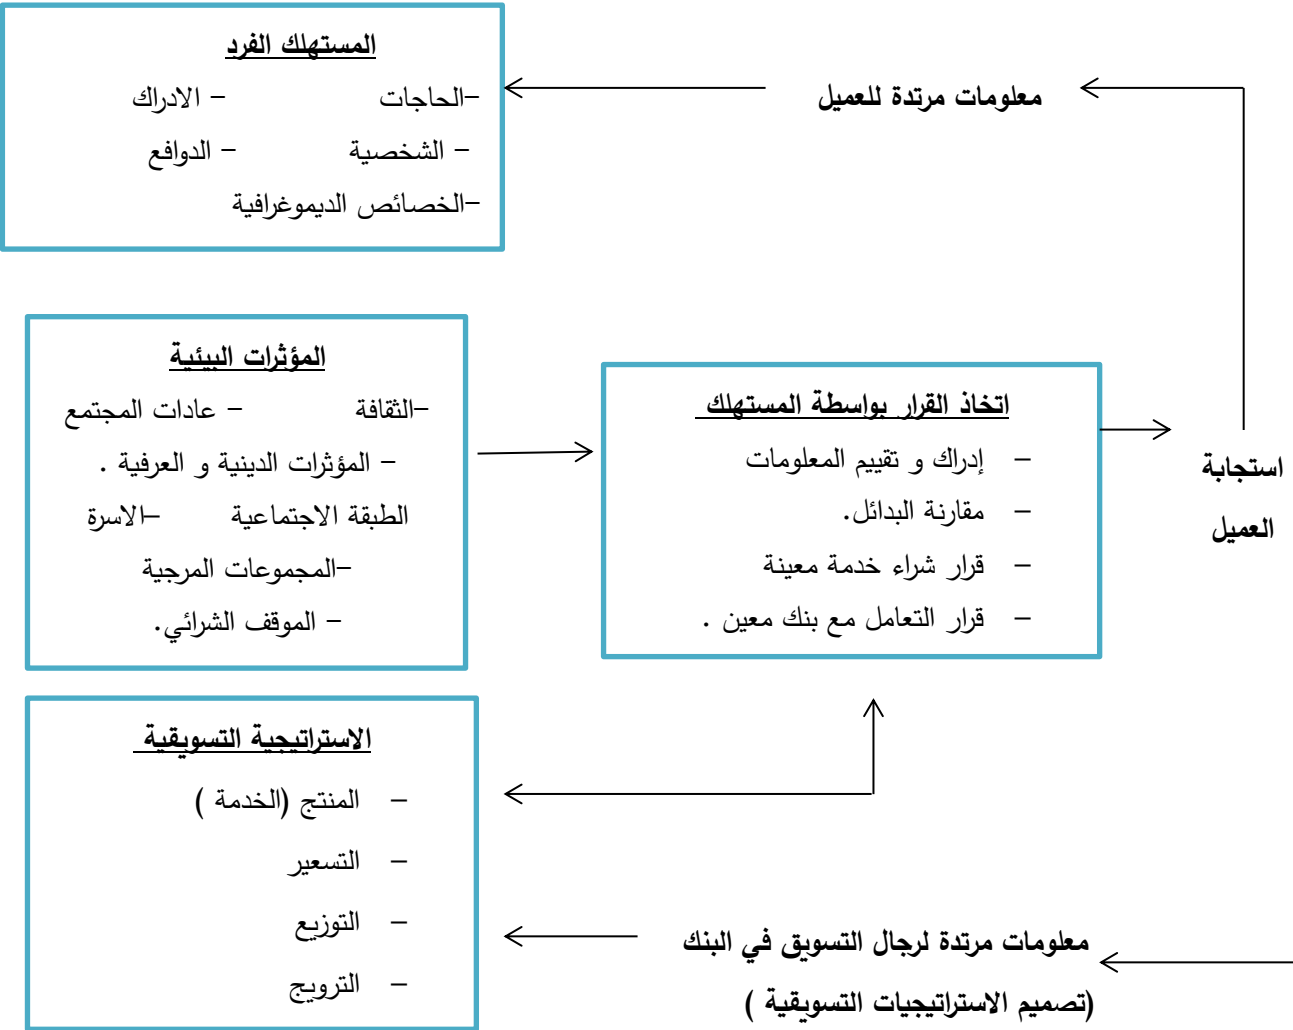 المستهلك الفرد
-الحاجات - الادراك
- الشخصية - الدوافع
-الخصائص الديموغرافية
معلومات مرتدة للعميل
المؤثرات البيئية
-الثقافة - عادات المجتمع
- المؤثرات الدينية و العرفية .
الطبقة الاجتماعية -الاسرة
-المجموعات المرجية
- الموقف الشرائي.
اتخاذ القرار بواسطة المستهلك
- إدراك و تقييم المعلومات
- مقارنة البدائل.
- قرار شراء خدمة معينة
- قرار التعامل مع بنك معين .
استجابة
العميل
الاستراتيجية التسويقية
- المنتج (الخدمة )
- التسعير
- التوزيع
- الترويج
معلومات مرتدة لرجال التسويق في البنك
(تصميم الاستراتيجيات التسويقية )